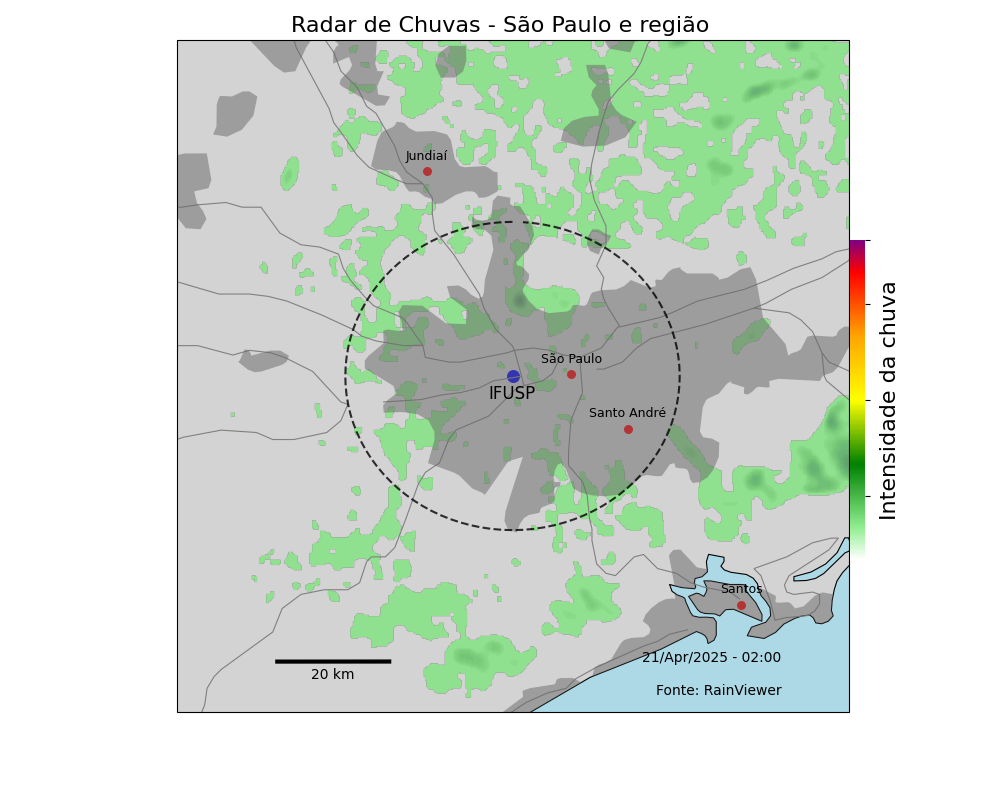 Radar de Chuvas - São Paulo e região
Jundiaí
São Paulo
IFUSP
Santo André
Intensidade da chuva
Santos
21/Apr/2025 - 02:00
20 km
Fonte: RainViewer